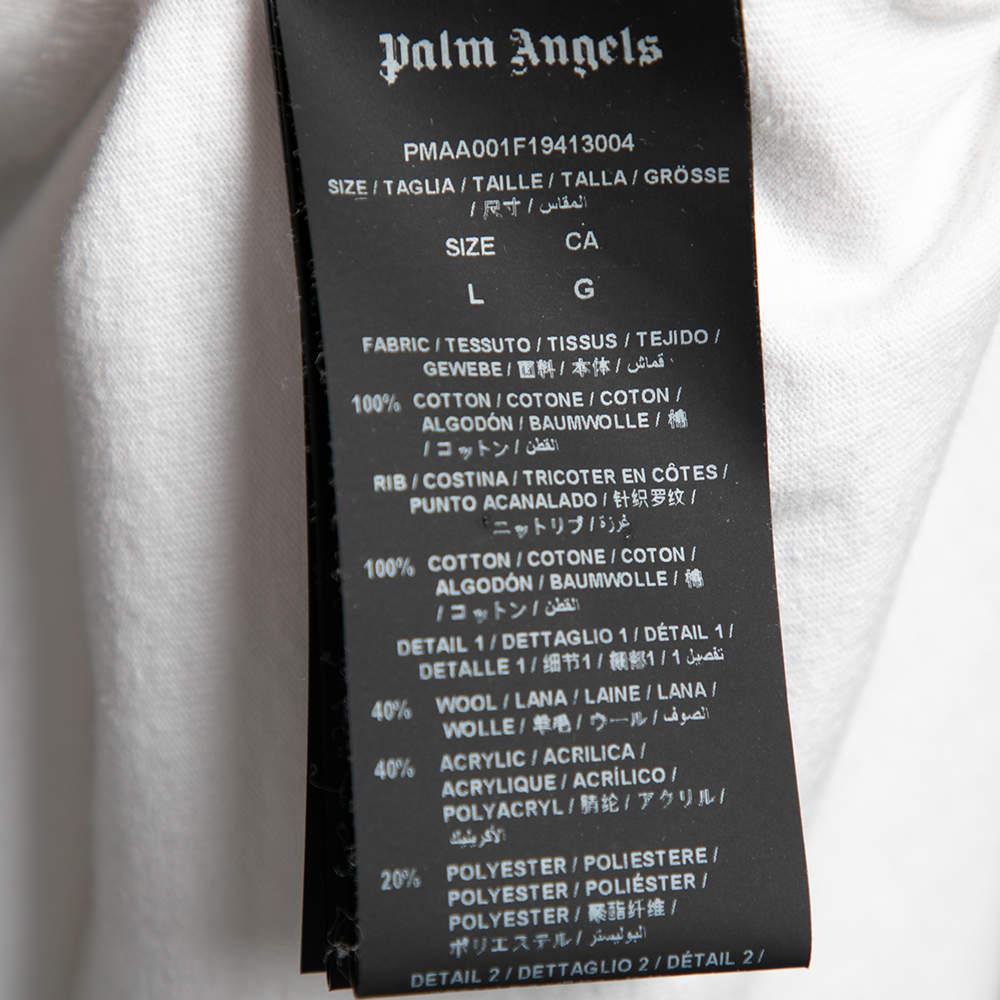 Palm Angels
PMAA001F19413004
SIZE / TAGLIA / TAILLE / TALLA / GRÖSSE
/ 尺寸 / المقاس
SIZE CA
L G
FABRIC / TESSUTO / TISSUS / TEJIDO /
GEWEBE / 面料 / 本体 / قماش
100% COTTON / COTONE / COTON /
ALGODÓN / BAUMWOLLE / 棉
/ コットン / القطن
RIB / COSTINA / TRICOTER EN CÔTES /
PUNTO ACANALADO / 针织罗纹 /
ニットリブ / غرزة
100% COTTON / COTONE / COTON /
ALGODÓN / BAUMWOLLE / 棉
/ コットン / القطن
DETAIL 1 / DETTAGLIO 1 / DÉTAIL 1 /
DETALLE 1 / 细节1 / 1 / تفصيل 1
40% WOOL / LANA / LAINE / LANA /
WOLLE / 羊毛 / ウール / الصوف
40% ACRYLIC / ACRILICA /
ACRYLIQUE / ACRÍLICO /
POLYACRYL / 腈纶 / アクリル /
الأكريليك
20% POLYESTER / POLIESTERE /
POLYESTER / POLIÉSTER /
POLYESTER / 聚酯纤维 /
ポリエステル / البوليستر
DETAIL 2 / DETTAGLIO 2 / DÉTAIL 2 /